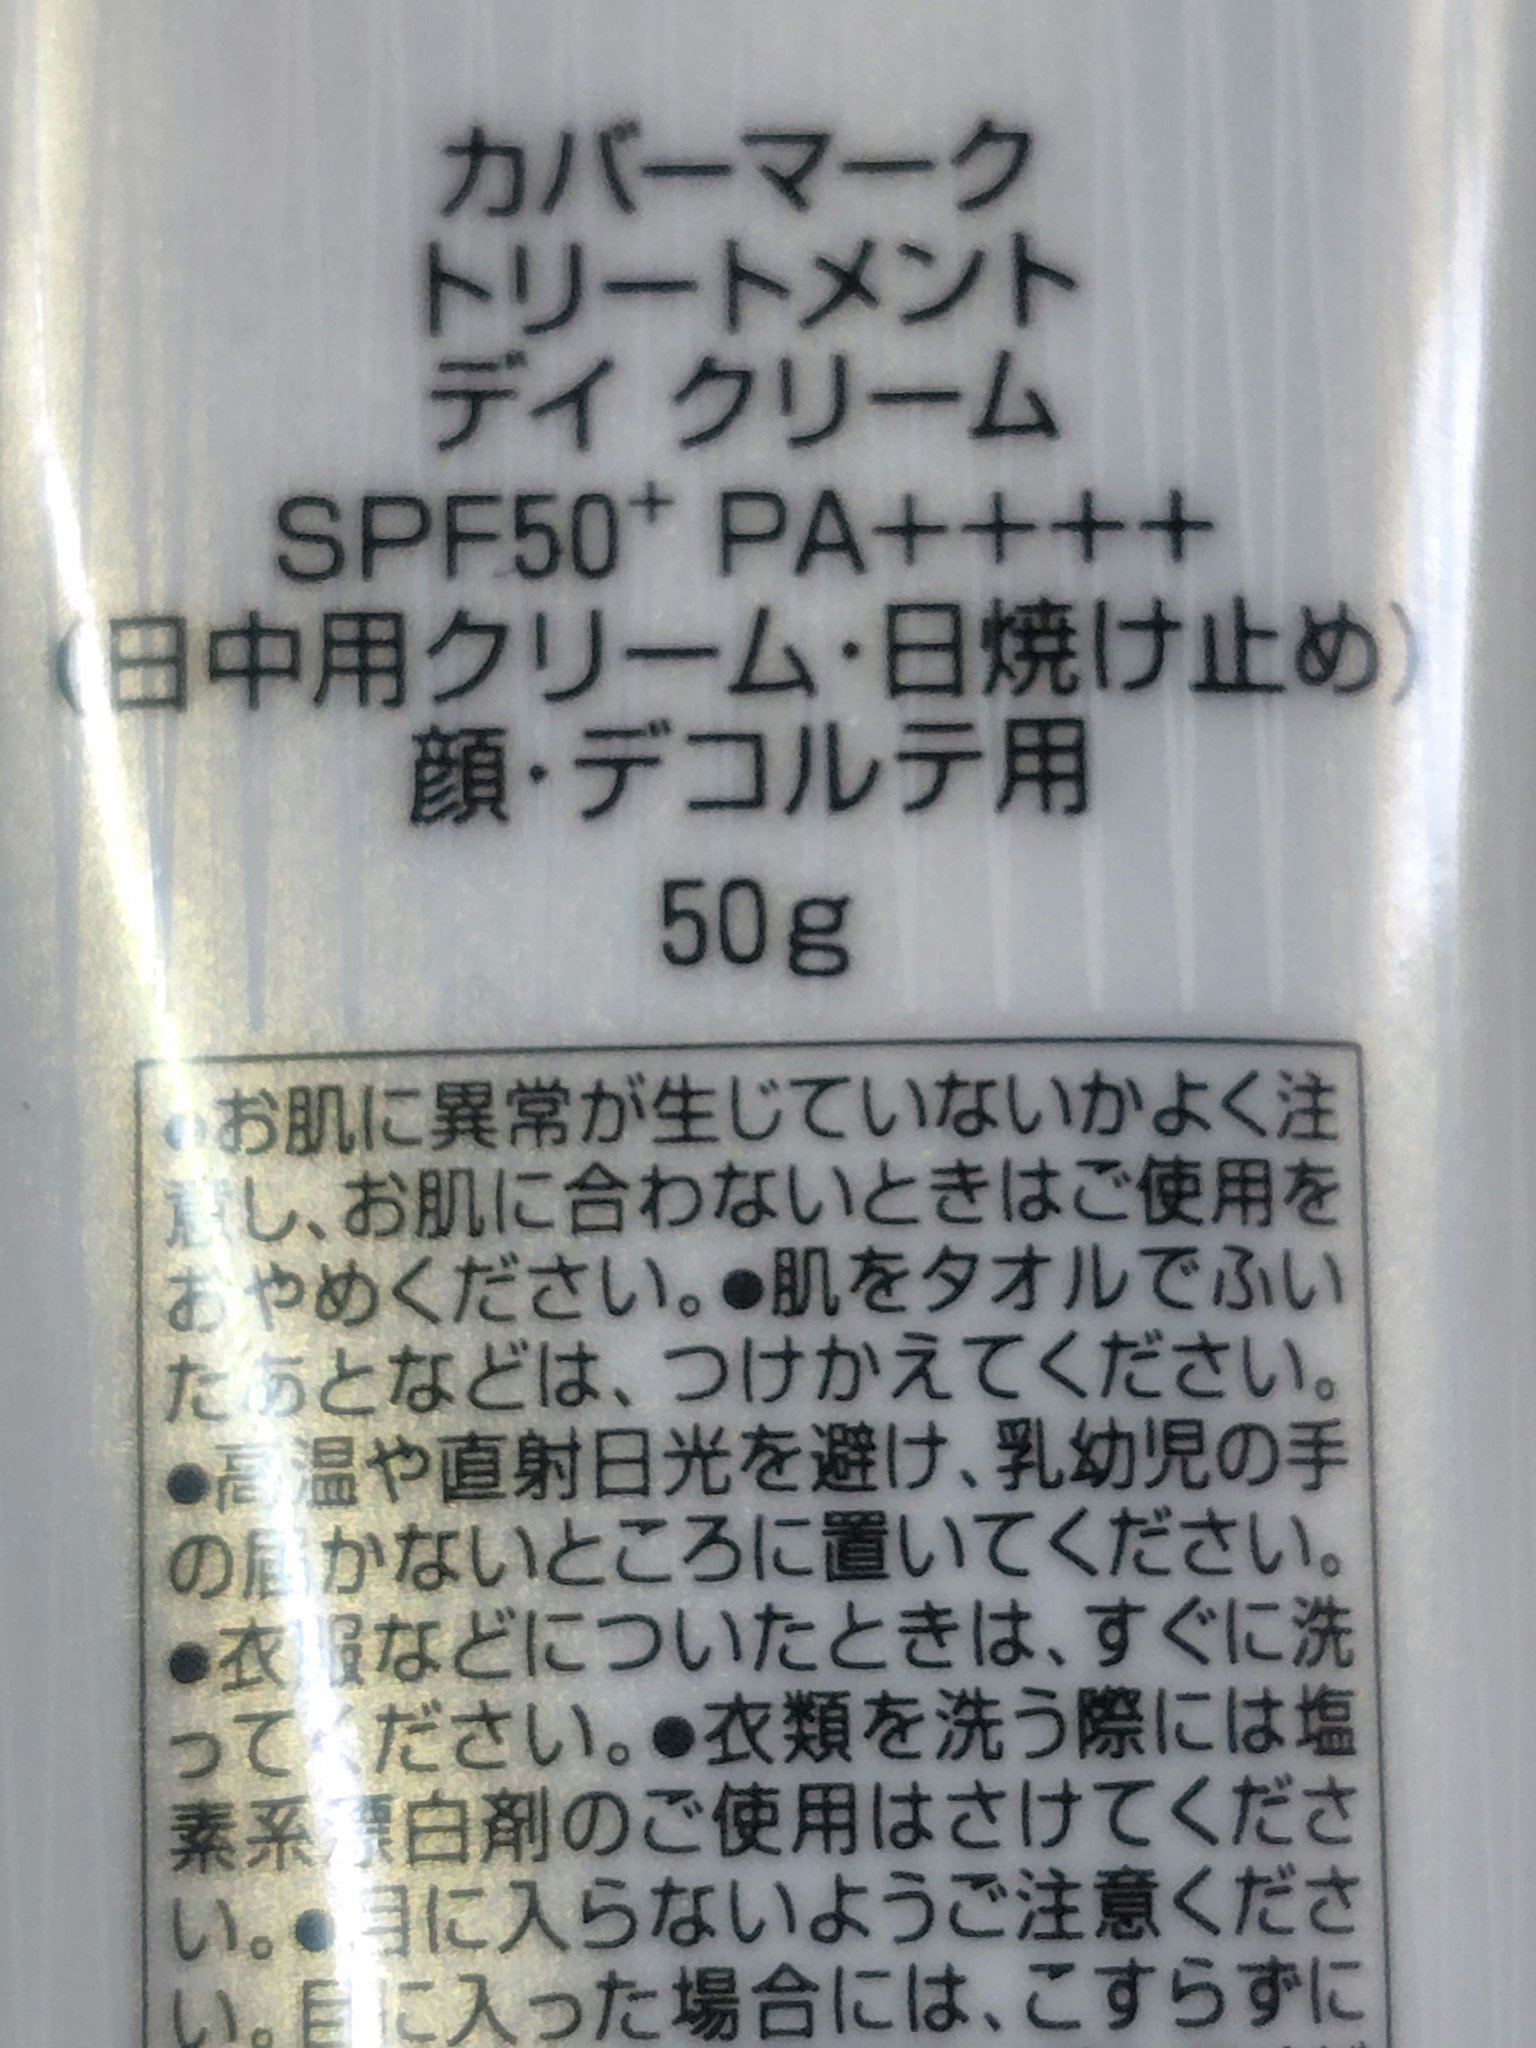 カバーマーク
トリートメント
デイ クリーム
SPF50⁺ PA++++
(日中用クリーム・日焼け止め)
顔・デコルテ用
50g
●お肌に異常が生じていないかよく注
意し、お肌に合わないときはご使用を
おやめください。●肌をタオルでふい
たあとなどは、つけかえてください。
●高温や直射日光を避け、乳幼児の手
の届かないところに置いてください。
●衣服などについたときは、すぐに洗
ってください。●衣類を洗う際には塩
素系漂白剤のご使用はさけてくださ
い。●目に入らないようご注意くださ
い。目に入った場合には、こすらずに